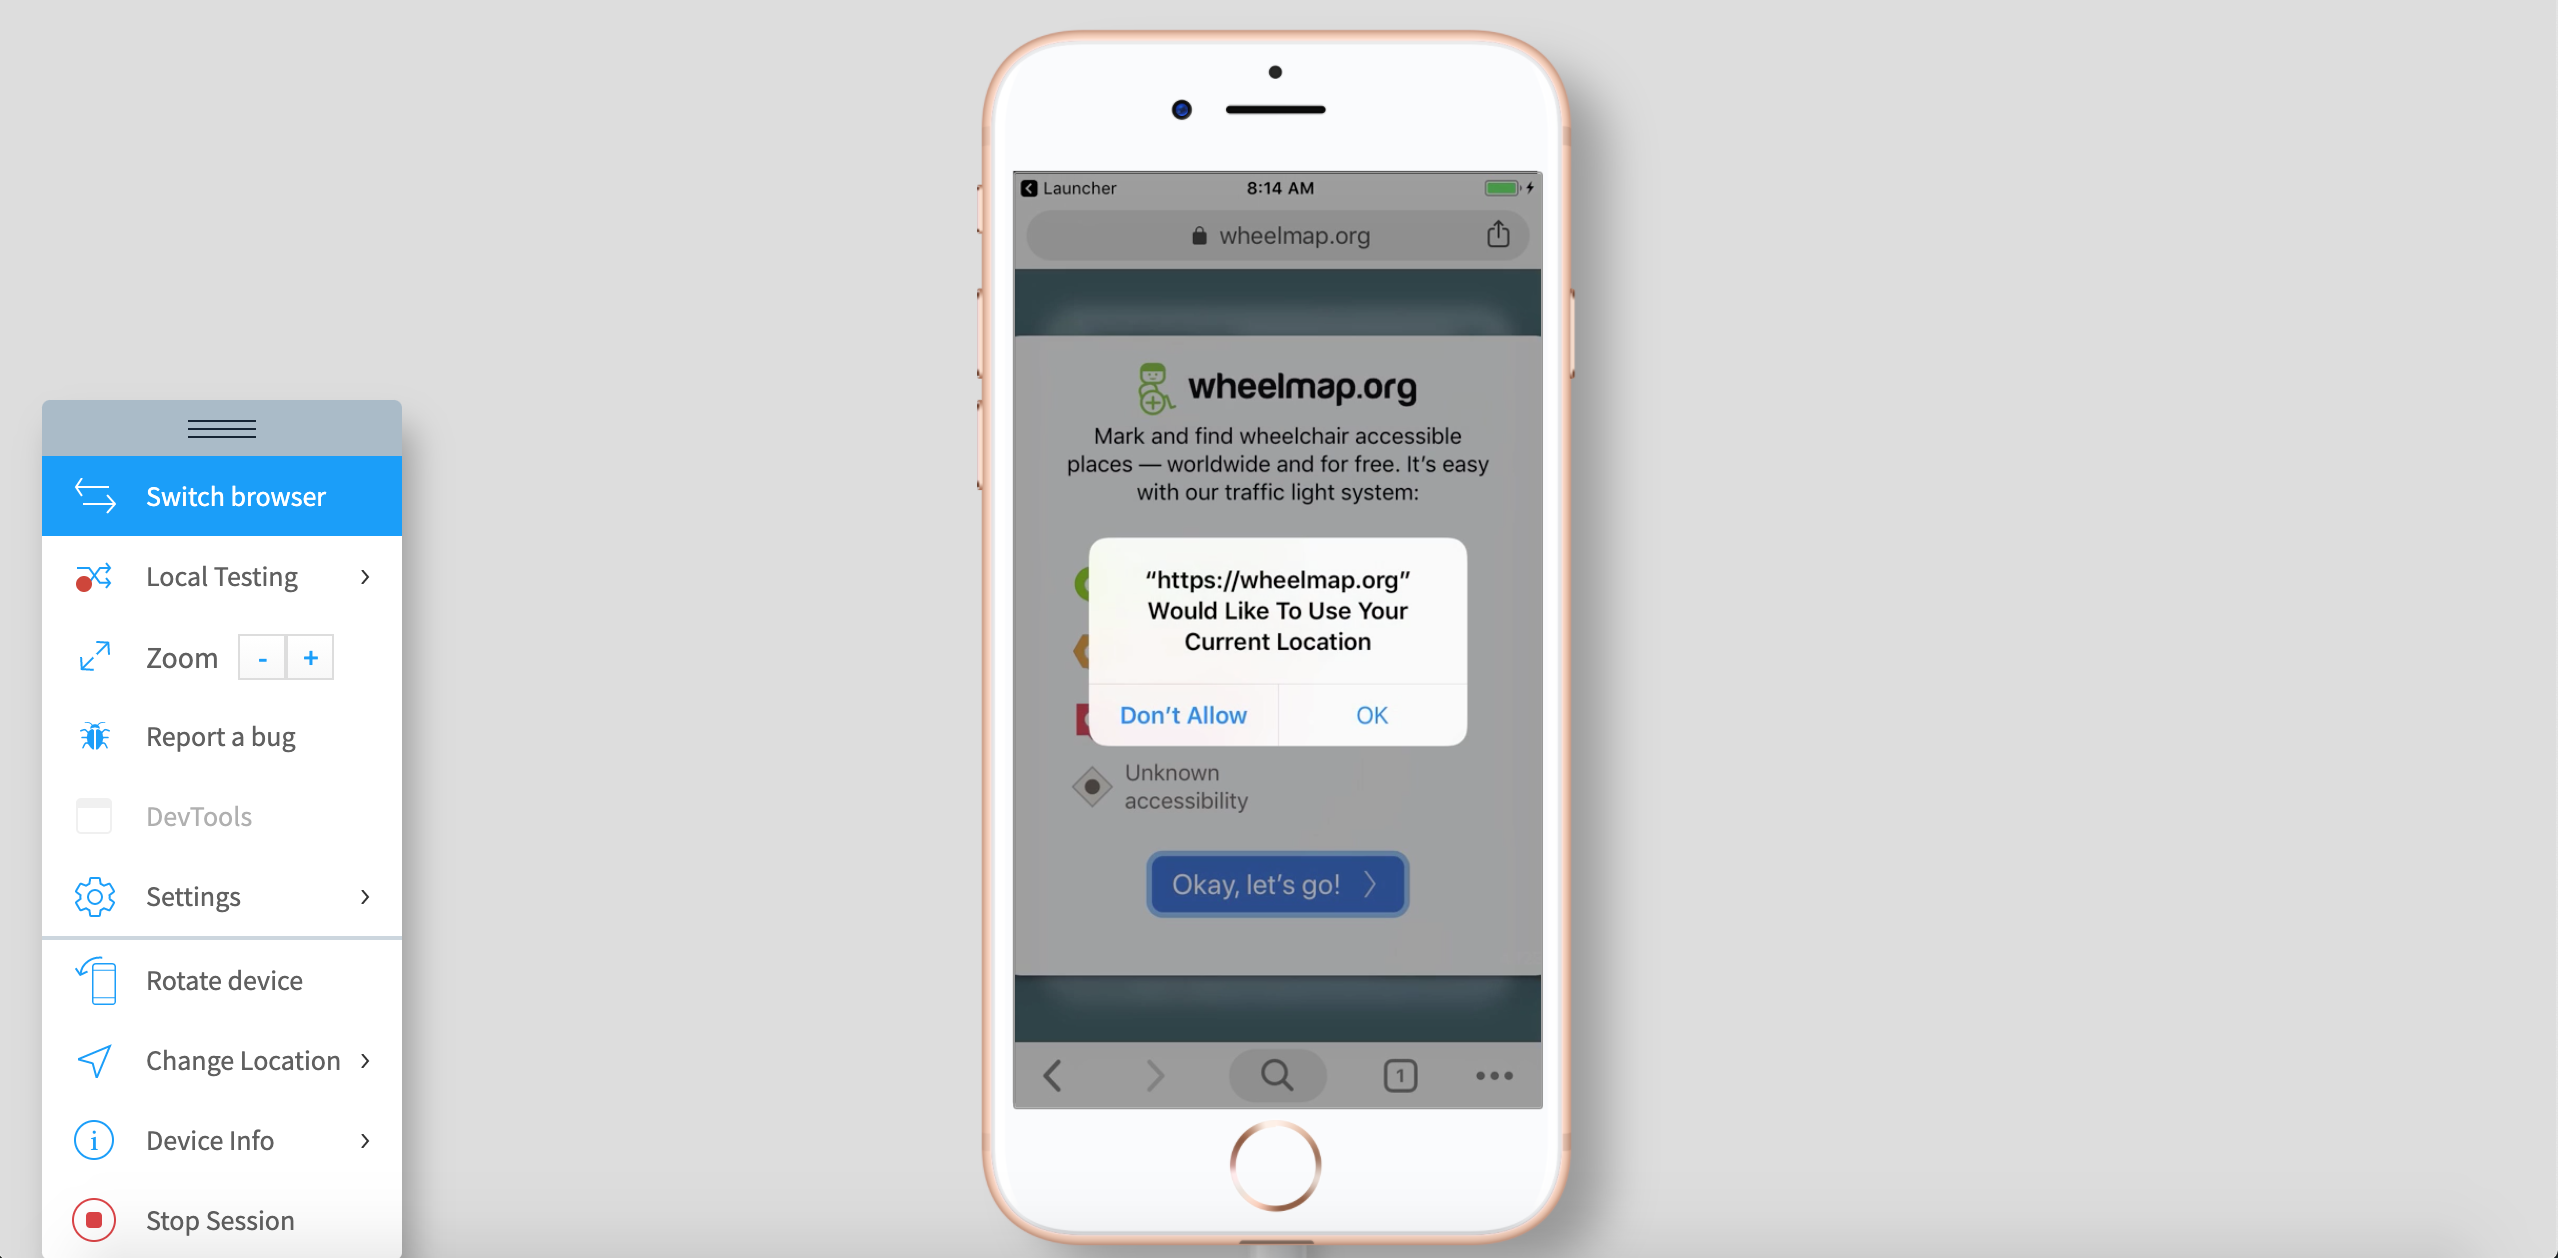 Switch browser
Local Testing
Zoom - +
Report a bug
DevTools
Settings
Rotate device
Change Location
Device Info
Stop Session
Launcher 8:14 AM
wheelmap.org
wheelmap.org
Mark and find wheelchair accessible
places — worldwide and for free. It’s easy
with our traffic light system:
“https://wheelmap.org”
Would Like To Use Your
Current Location
Don’t Allow OK
Unknown
accessibility
Okay, let’s go!
1